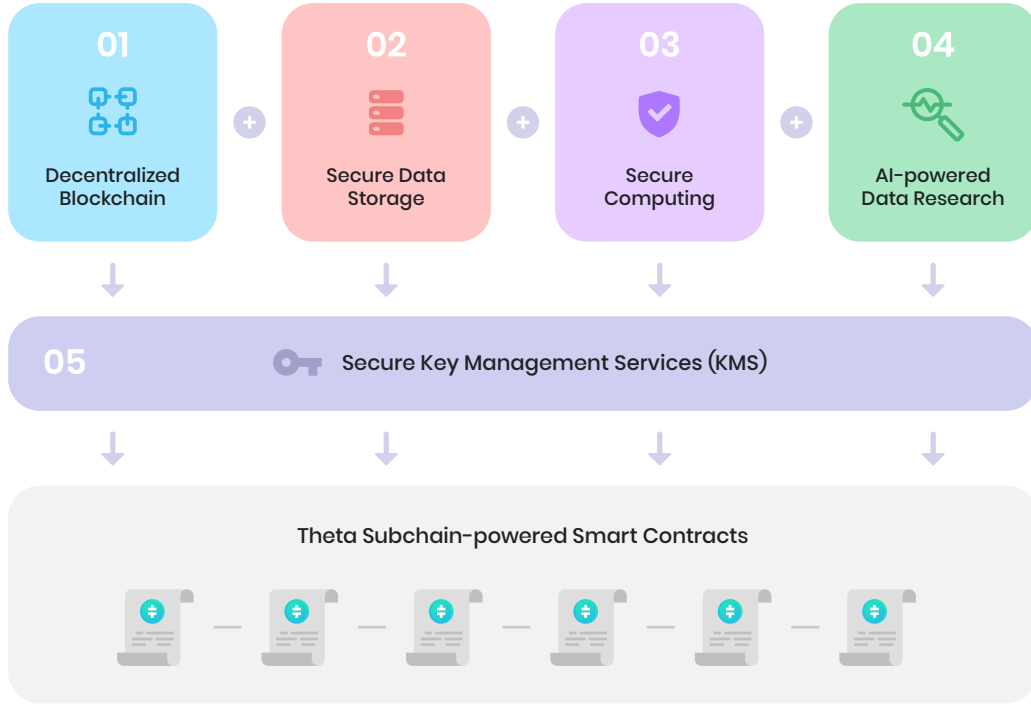 01
02
03
04
Decentralized
Blockchain
Secure Data
Storage
Secure
Computing
AI-powered
Data Research
05
Secure Key Management Services (KMS)
Theta Subchain-powered Smart Contracts